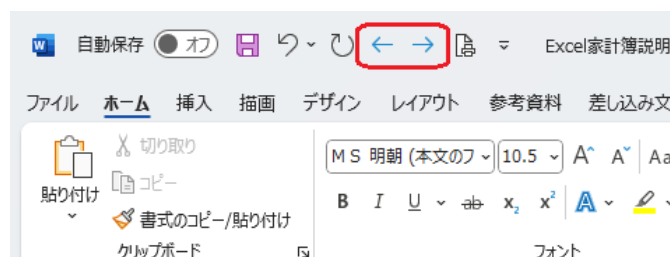 自動保存 オフ Excel家計簿説明
ファイル ホーム 挿入 描画 デザイン レイアウト 参考資料 差し込み文
切り取り
コピー
貼り付け
書式のコピー/貼り付け
クリップボード
ＭＳ 明朝 (本文のフ 10.5 A A Aa
B I U ab x₂ x² A
フォント